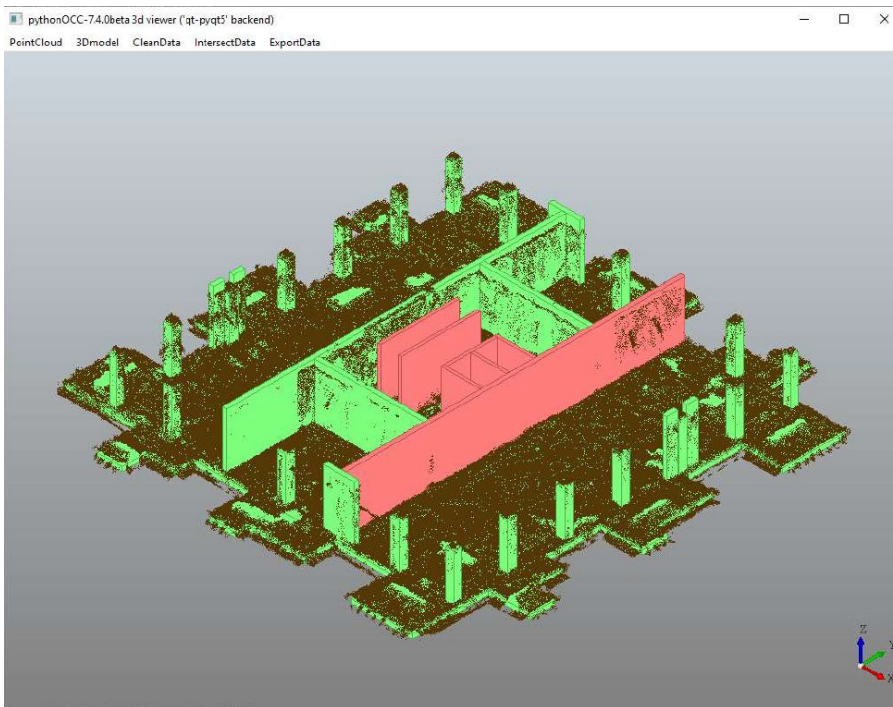 pythonOCC-7.4.0beta 3d viewer ('qt-pyqt5' backend)
PointCloud 3Dmodel CleanData IntersectData ExportData
Z
Y
X